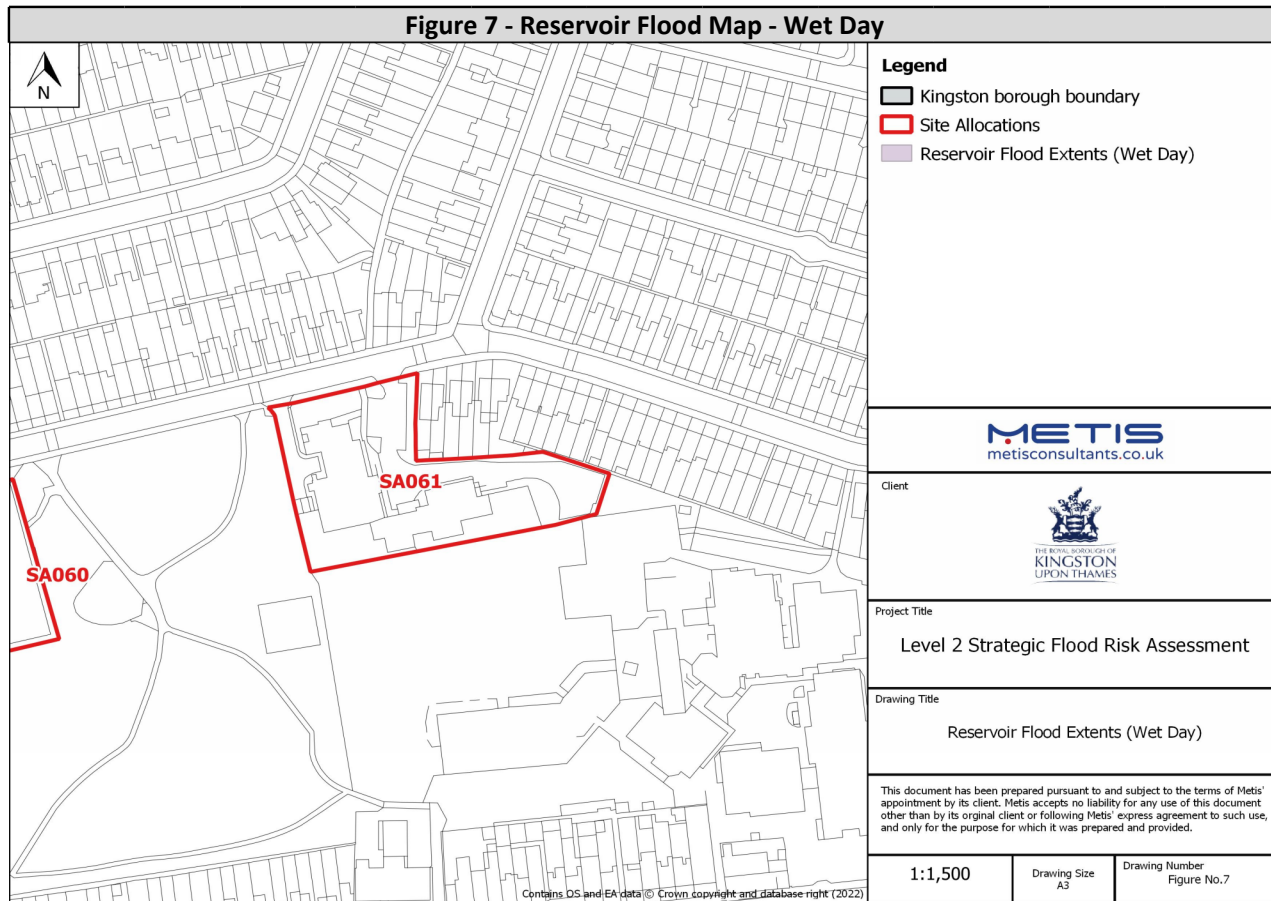 Figure 7 - Reservoir Flood Map - Wet Day
N
SA061
SA060
Contains OS and EA data © Crown copyright and database right (2022)
Legend
Kingston borough boundary
Site Allocations
Reservoir Flood Extents (Wet Day)
METIS
metisconsultants.co.uk
Client
THE ROYAL BOROUGH OF
KINGSTON
UPON THAMES
Project Title
Level 2 Strategic Flood Risk Assessment
Drawing Title
Reservoir Flood Extents (Wet Day)
This document has been prepared pursuant to and subject to the terms of Metis'
appointment by its client. Metis accepts no liability for any use of this document
other than by its orginal client or following Metis' express agreement to such use,
and only for the purpose for which it was prepared and provided.
1:1,500
Drawing Size
A3
Drawing Number
Figure No.7